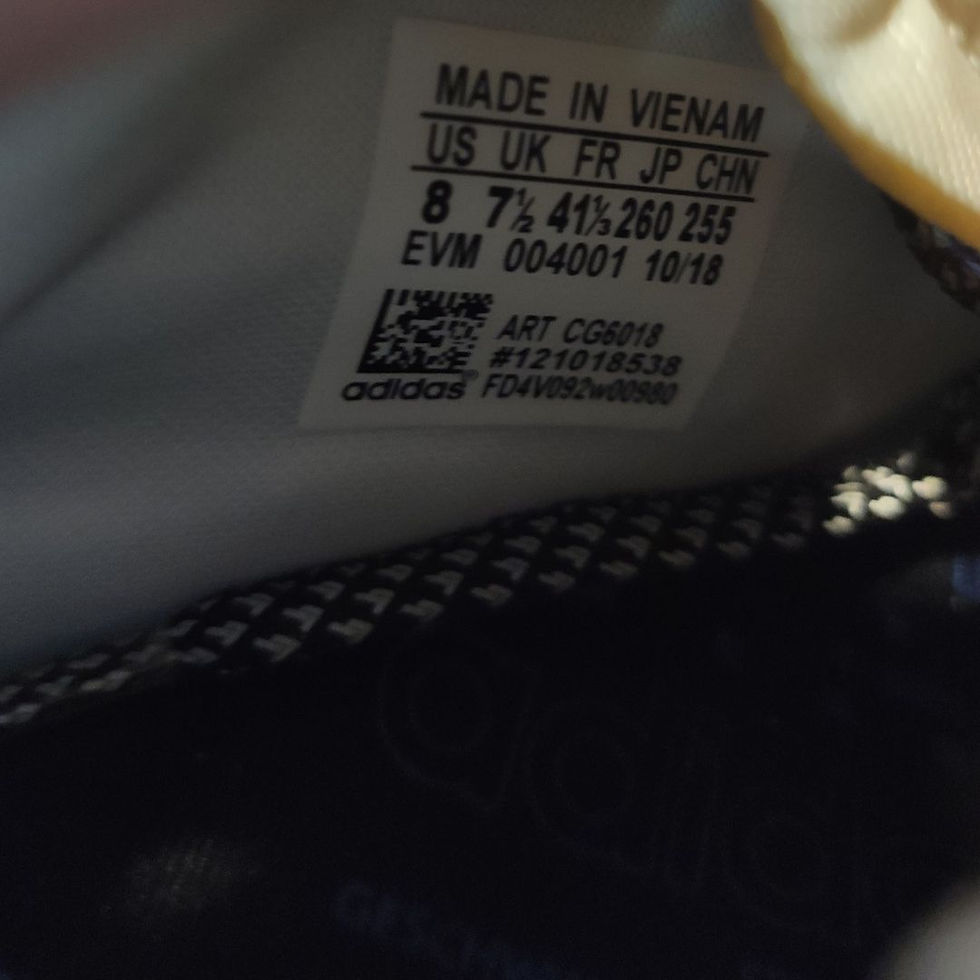 MADE IN VIENAM
US UK FR JP CHN
8 7½ 41⅓ 260 255
EVM 004001 10/18
ART CG6018
#121018538
adidas® FD4V092w00980